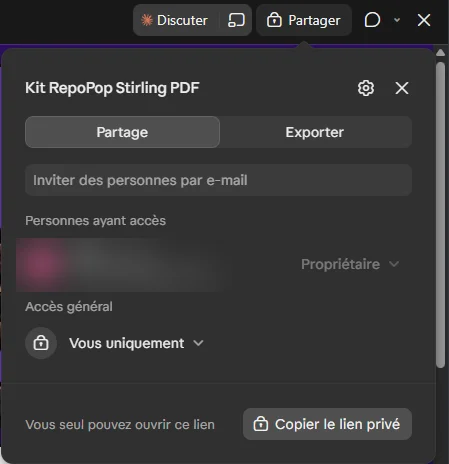 Discuter
Partager
Kit RepoPop Stirling PDF
Partage
Exporter
Inviter des personnes par e-mail
Personnes ayant accès
Propriétaire
Accès général
Vous uniquement
Vous seul pouvez ouvrir ce lien
Copier le lien privé